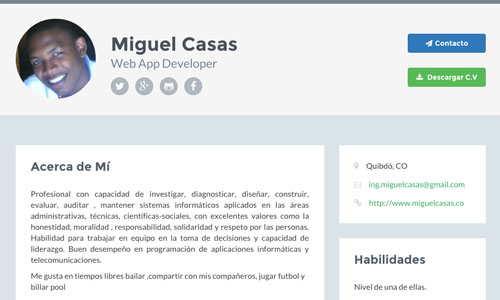 Miguel Casas
Web App Developer
Contacto
Descargar C.V
Acerca de Mí
Profesional con capacidad de investigar, diagnosticar, diseñar, construir,
evaluar, auditar , mantener sistemas informáticos aplicados en las áreas
administrativas, técnicas, científicas-sociales, con excelentes valores como la
honestidad, moralidad , responsabilidad, solidaridad y respeto por las personas.
Habilidad para trabajar en equipo en la toma de decisiones y capacidad de
liderazgo. Buen desempeño en programación de aplicaciones informáticas y
telecomunicaciones.
Me gusta en tiempos libres bailar ,compartir con mis compañeros, jugar futbol y
billar pool
Quibdó, CO
ing.miguelcasas@gmail.com
http://www.miguelcasas.co
Habilidades
Nivel de una de ellas.